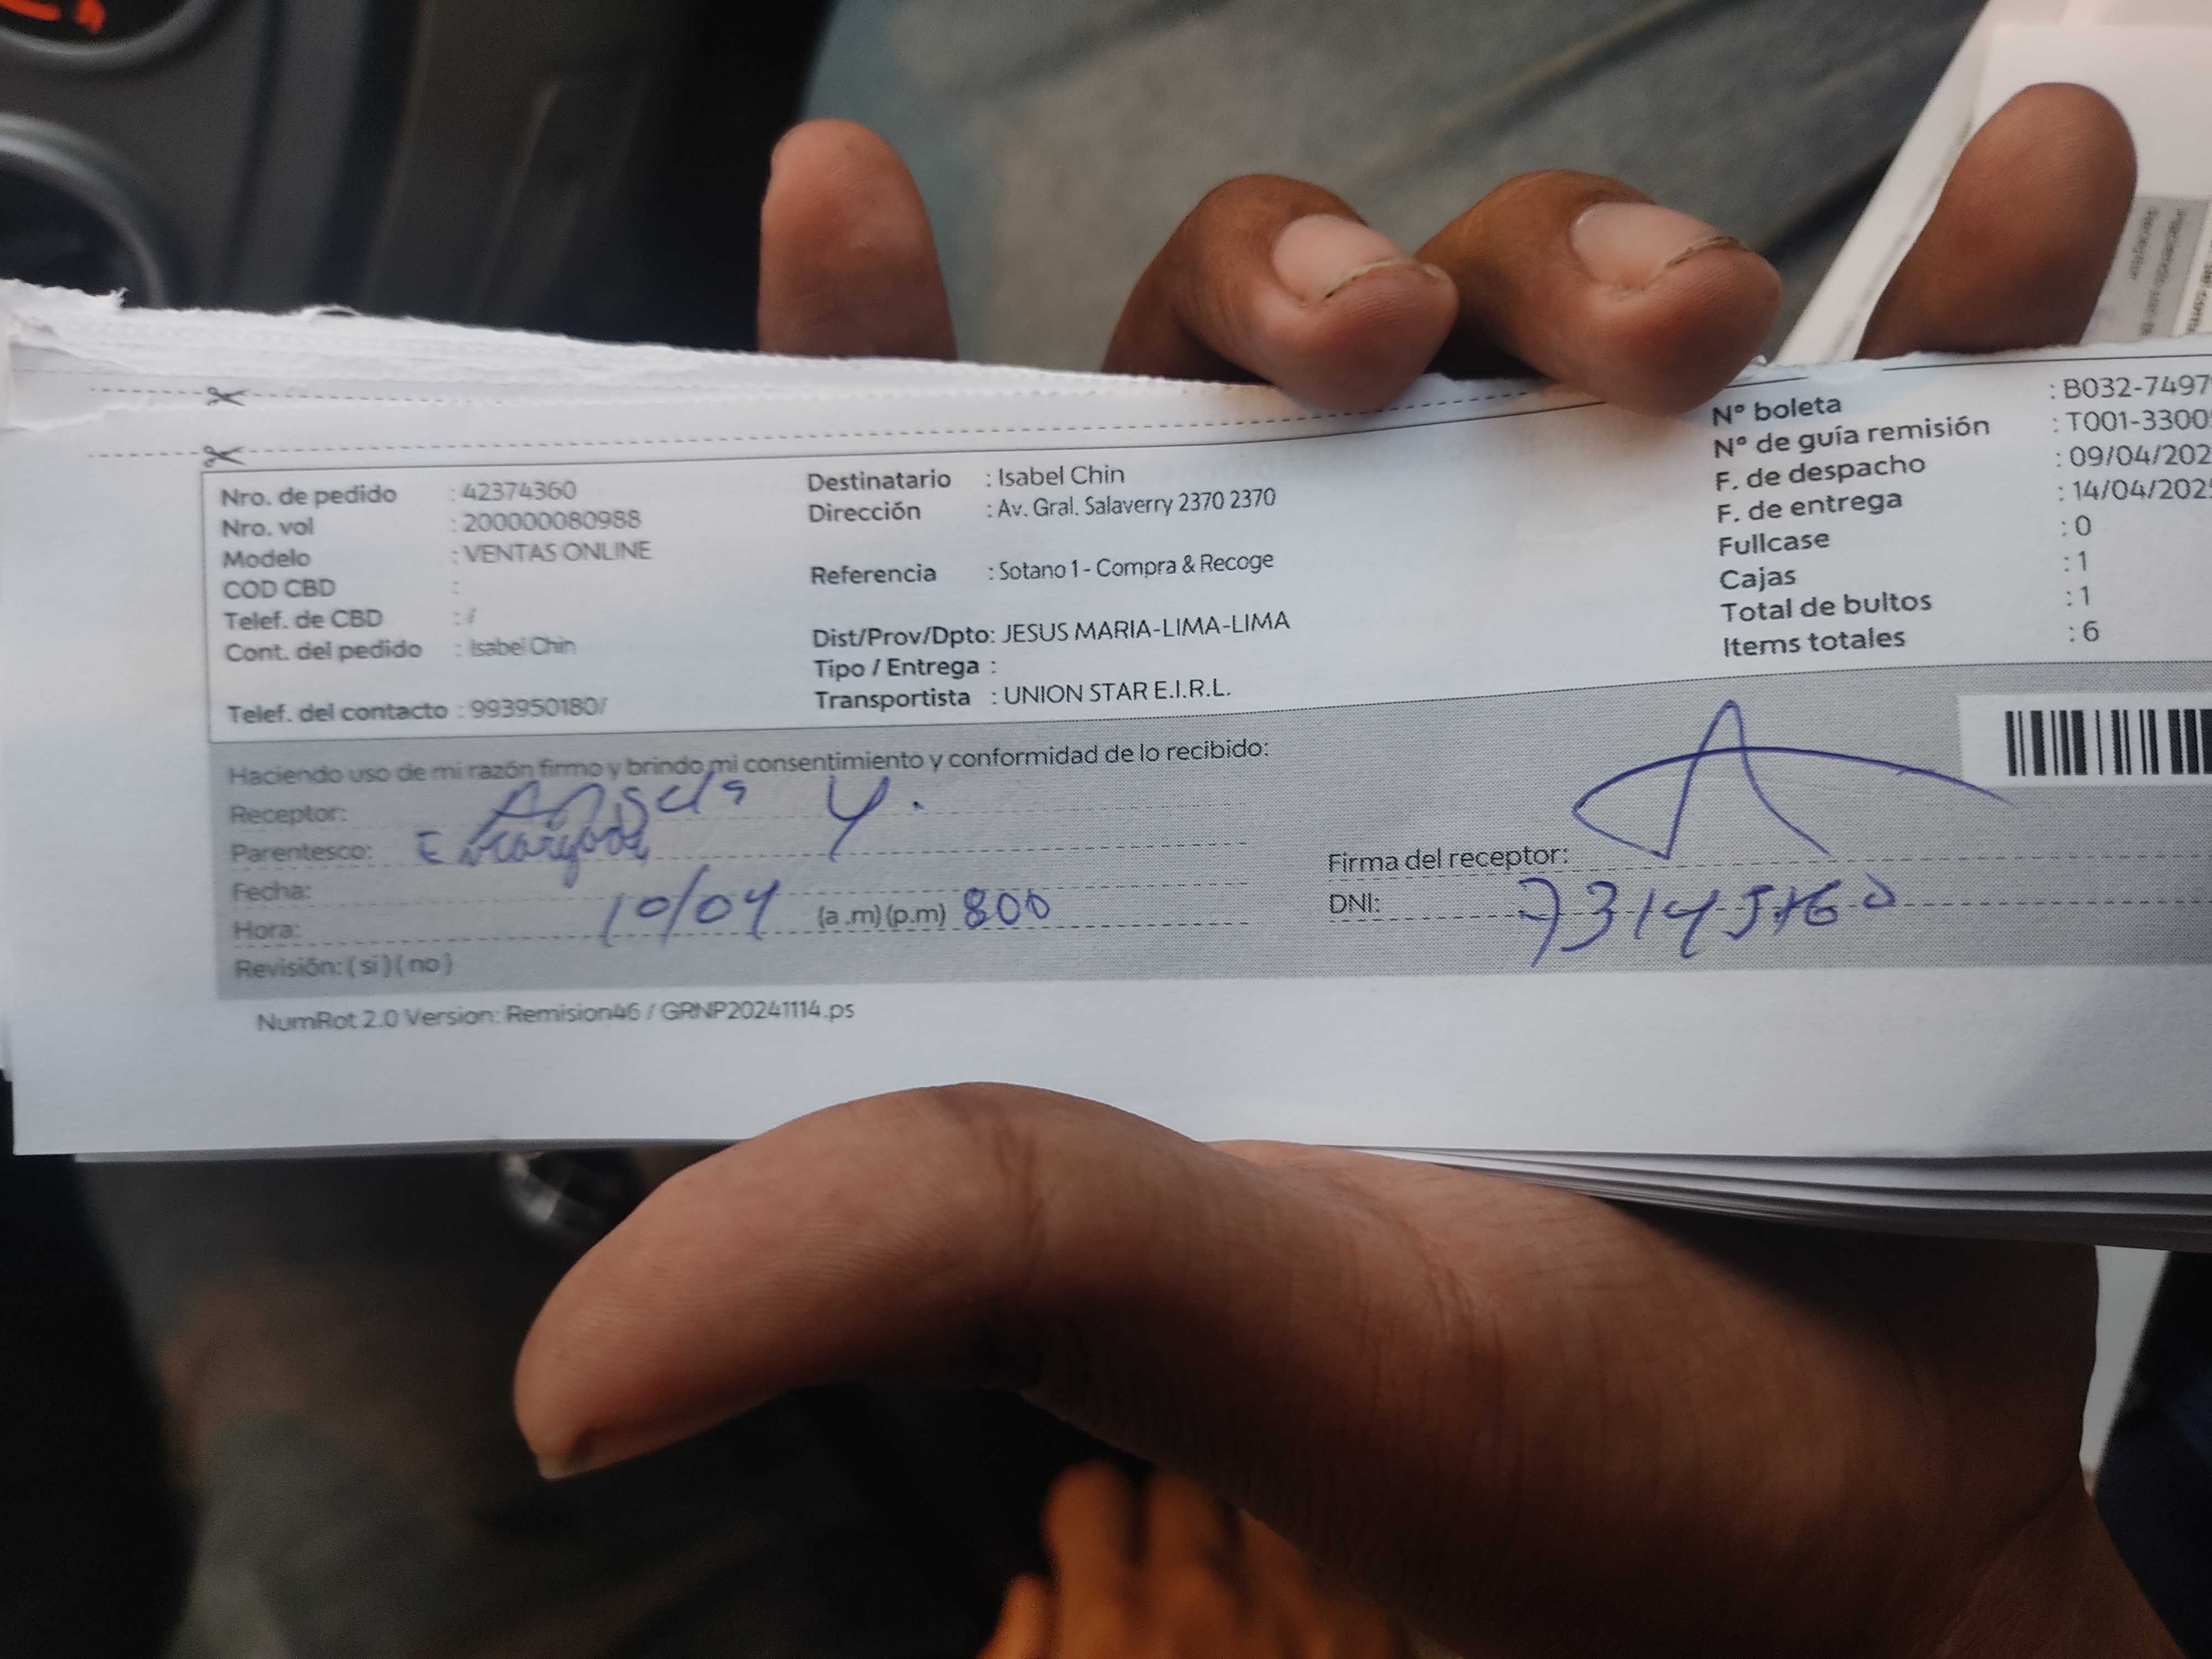 Nro. de pedido : 42374360
Nro. vol : 200000080988
Modelo : VENTAS ONLINE
COD CBD :
Telef. de CBD : /
Cont. del pedido : Isabel Chin
Telef. del contacto : 993950180/
Destinatario : Isabel Chin
Dirección : Av. Gral. Salaverry 2370 2370
Referencia : Sotano 1 - Compra & Recoge
Dist/Prov/Dpto: JESUS MARIA-LIMA-LIMA
Tipo / Entrega :
Transportista : UNION STAR E.I.R.L.
N° boleta : B032-7497
N° de guía remisión : T001-3300
F. de despacho : 09/04/202
F. de entrega : 14/04/202
Fullcase : 0
Cajas : 1
Total de bultos : 1
Items totales : 6
Haciendo uso de mi razón firmo y brindo mi consentimiento y conformidad de lo recibido:
Receptor: Angela Y.
Parentesco: Encargada
Fecha: 10/04
Hora: (a .m) (p.m) 800
Revisión: ( si ) ( no )
Firma del receptor:
DNI:
NumRot 2.0 Version: Remision46 / GRNP20241114.ps